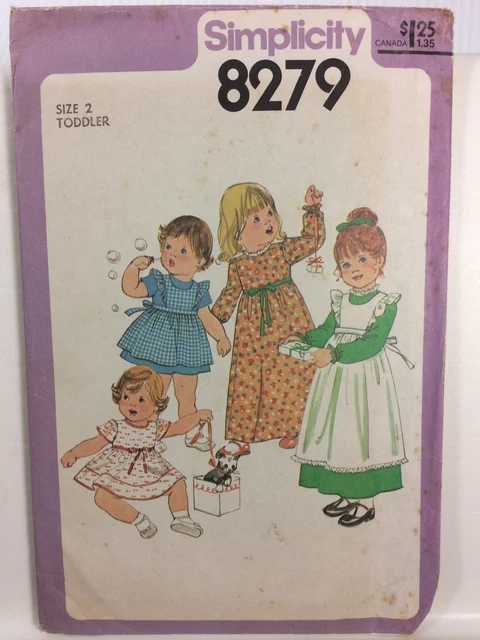 Simplicity
8279
$1.25
CANADA 1.35
SIZE 2
TODDLER